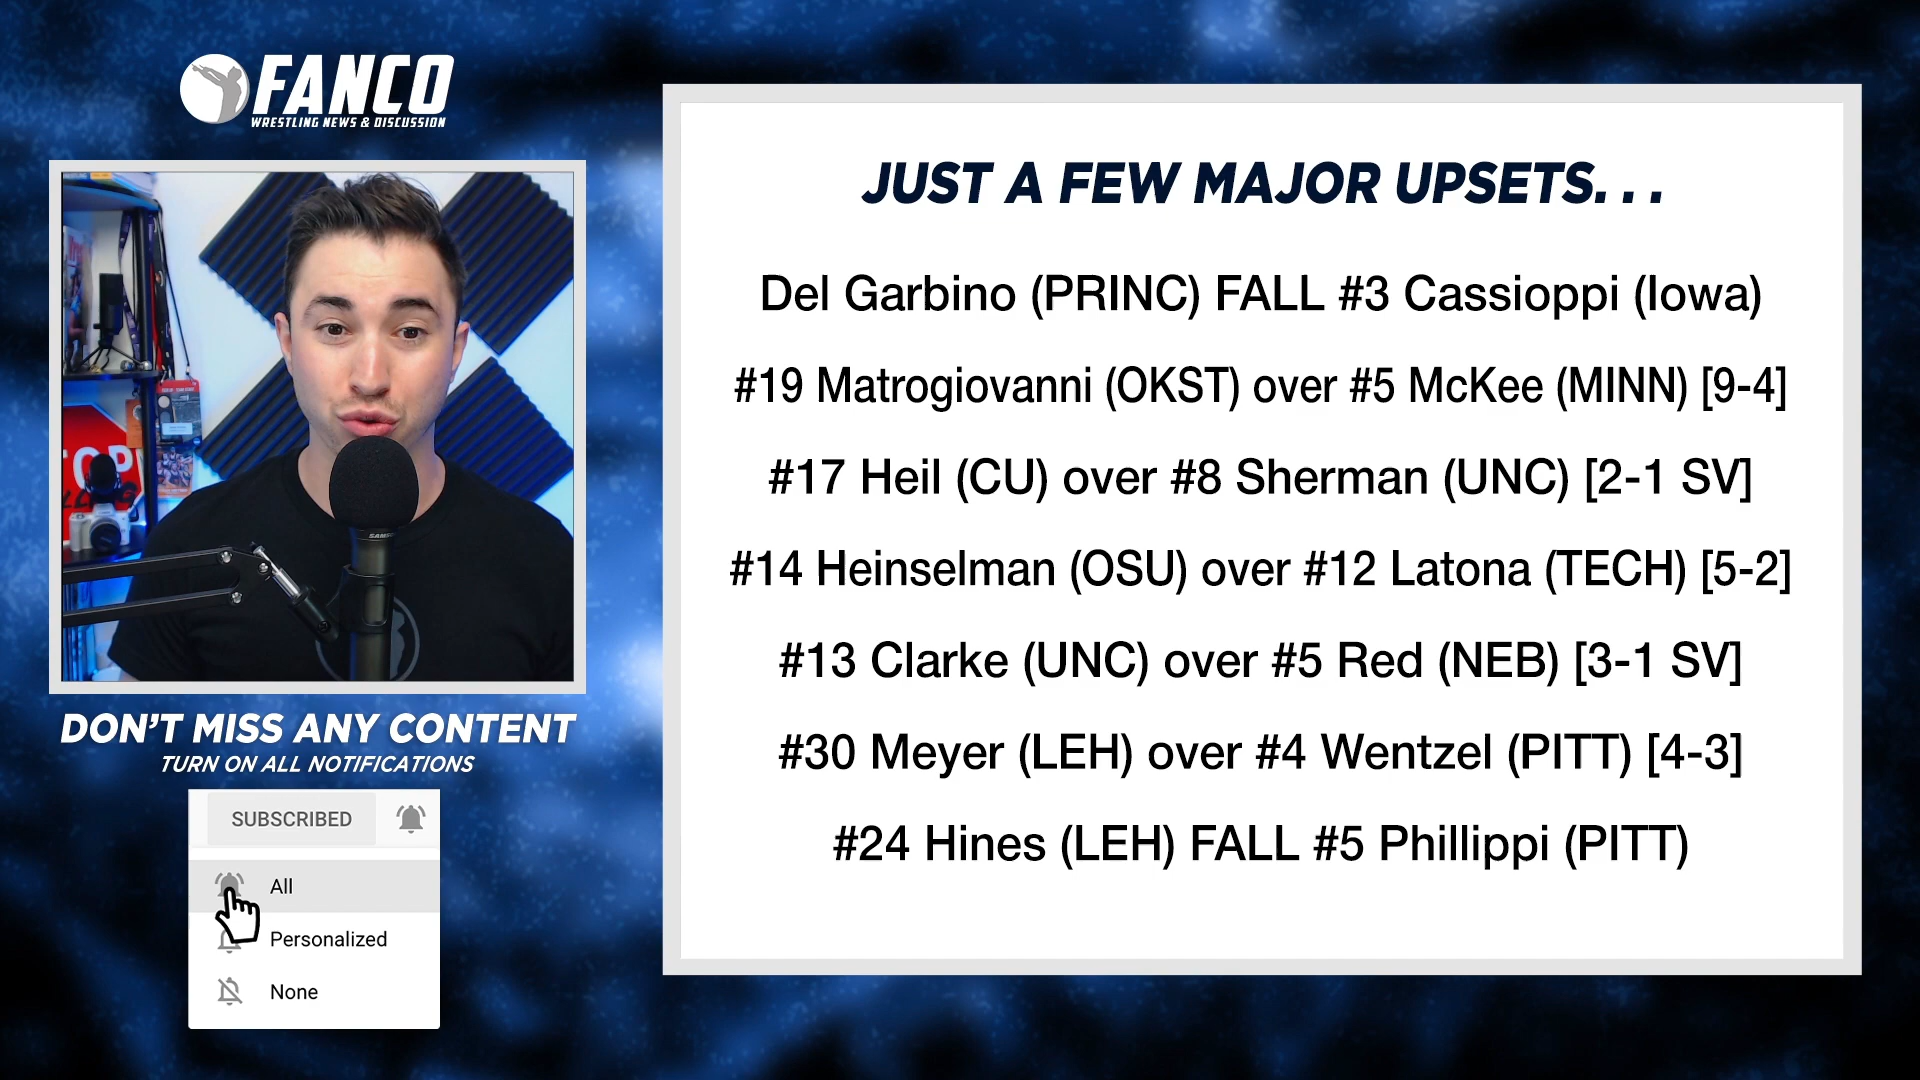 FANCO
WRESTLING NEWS & DISCUSSION
JUST A FEW MAJOR UPSETS. . .
Del Garbino (PRINC) FALL #3 Cassioppi (Iowa)
#19 Matrogiovanni (OKST) over #5 McKee (MINN) [9-4]
#17 Heil (CU) over #8 Sherman (UNC) [2-1 SV]
#14 Heinselman (OSU) over #12 Latona (TECH) [5-2]
#13 Clarke (UNC) over #5 Red (NEB) [3-1 SV]
#30 Meyer (LEH) over #4 Wentzel (PITT) [4-3]
#24 Hines (LEH) FALL #5 Phillippi (PITT)
DON'T MISS ANY CONTENT
TURN ON ALL NOTIFICATIONS
SUBSCRIBED
All
Personalized
None